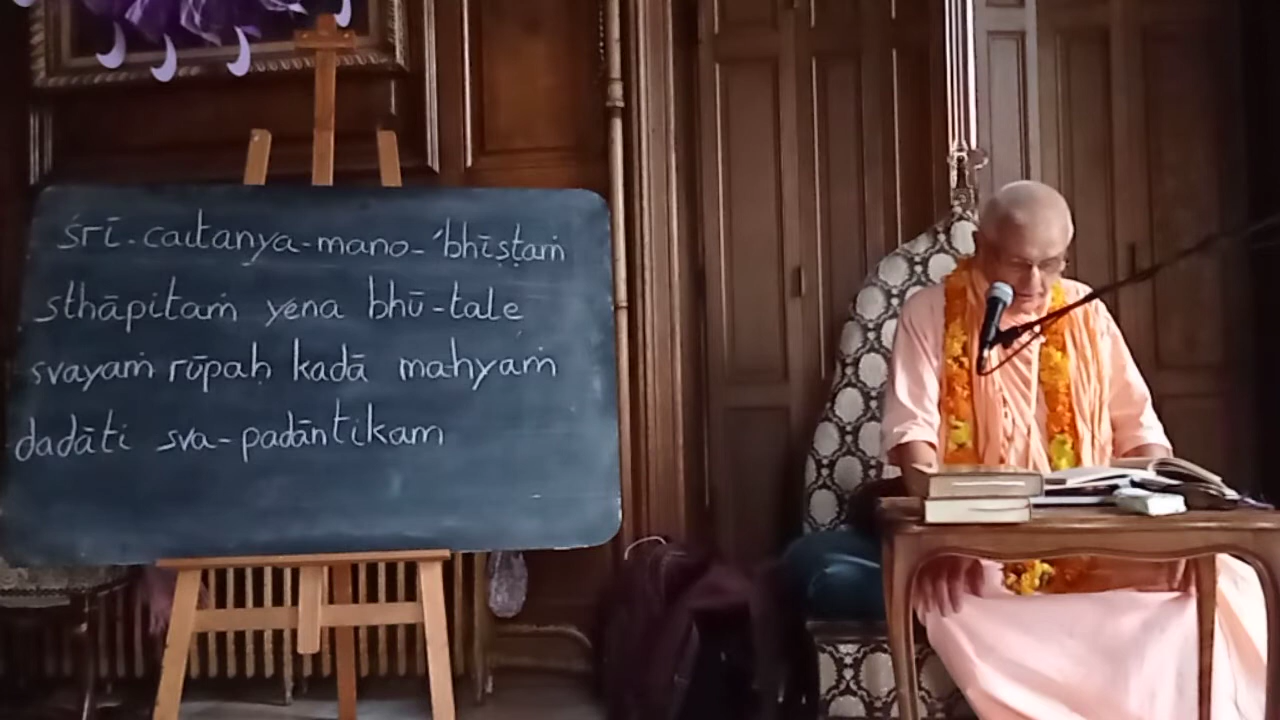 śrī-caitanya-mano-'bhīṣṭaṁ
sthāpitaṁ yena bhū-tale
svayaṁ rūpaḥ kadā mahyaṁ
dadāti sva-padāntikam